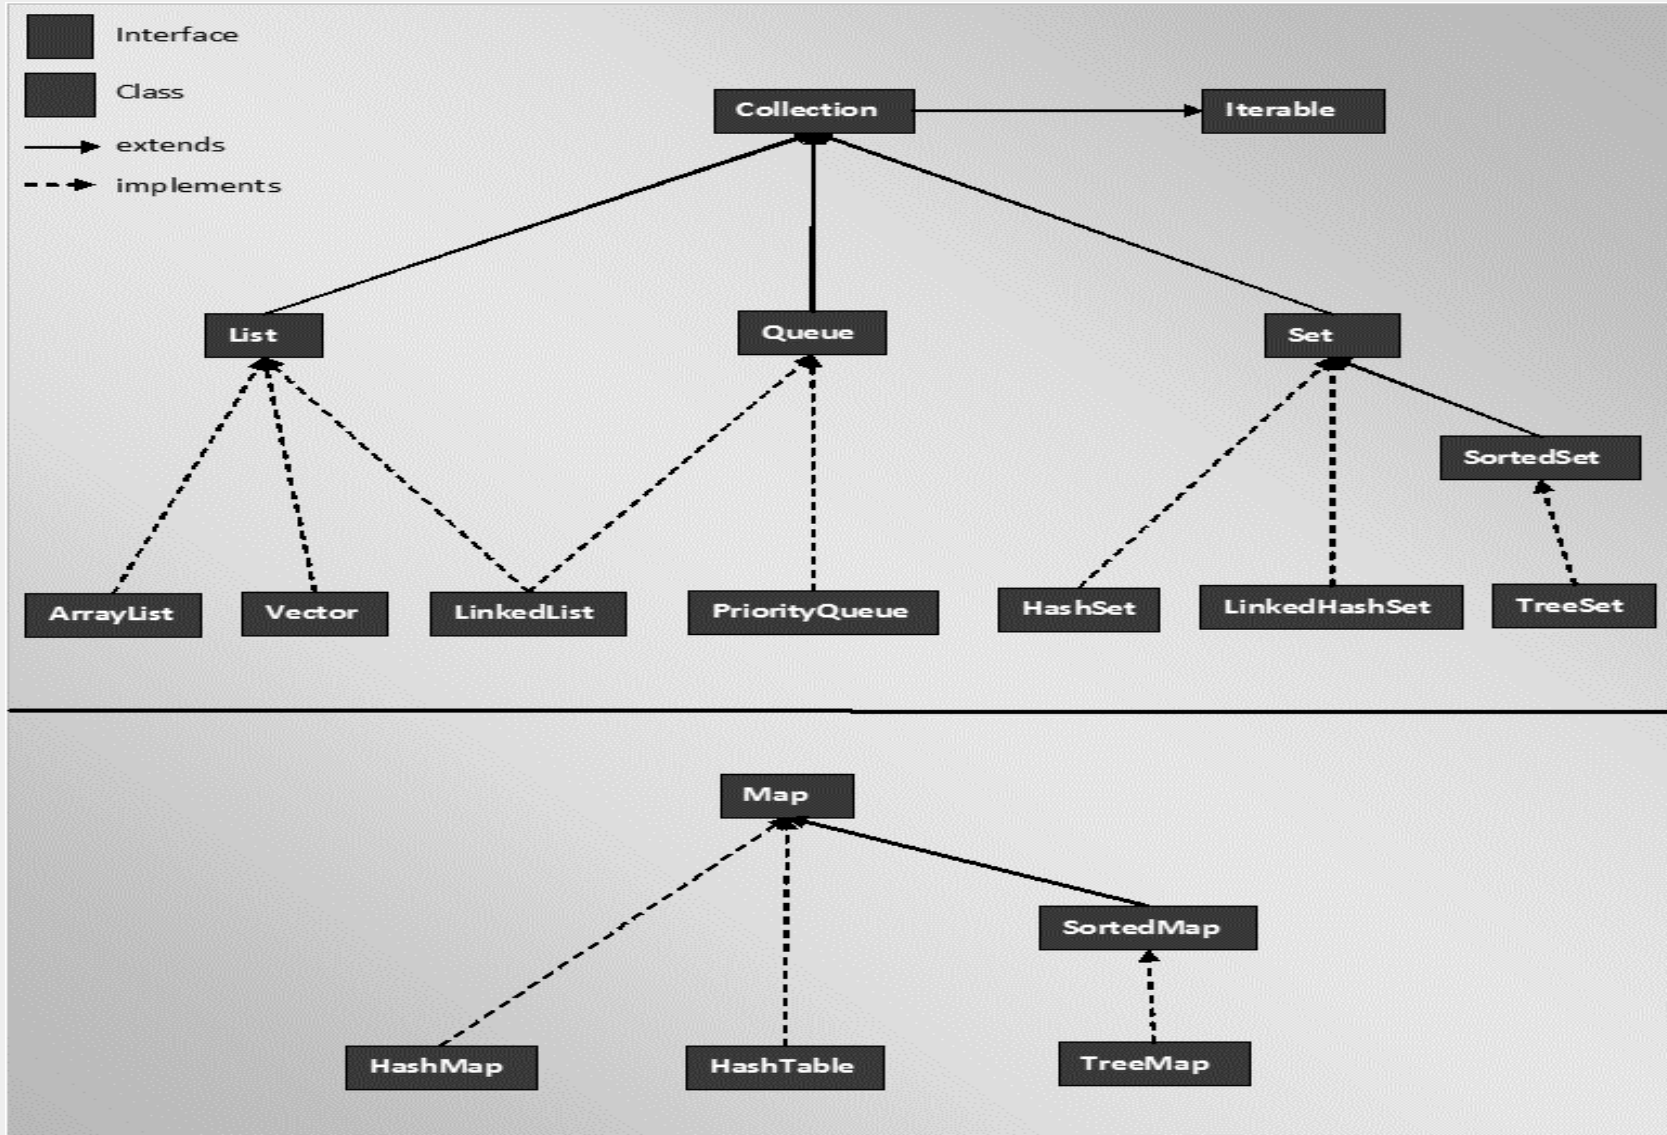 Interface
Class
extends
implements
Collection
Iterable
List
Queue
Set
SortedSet
ArrayList
Vector
LinkedList
PriorityQueue
HashSet
LinkedHashSet
TreeSet
Map
SortedMap
HashMap
HashTable
TreeMap